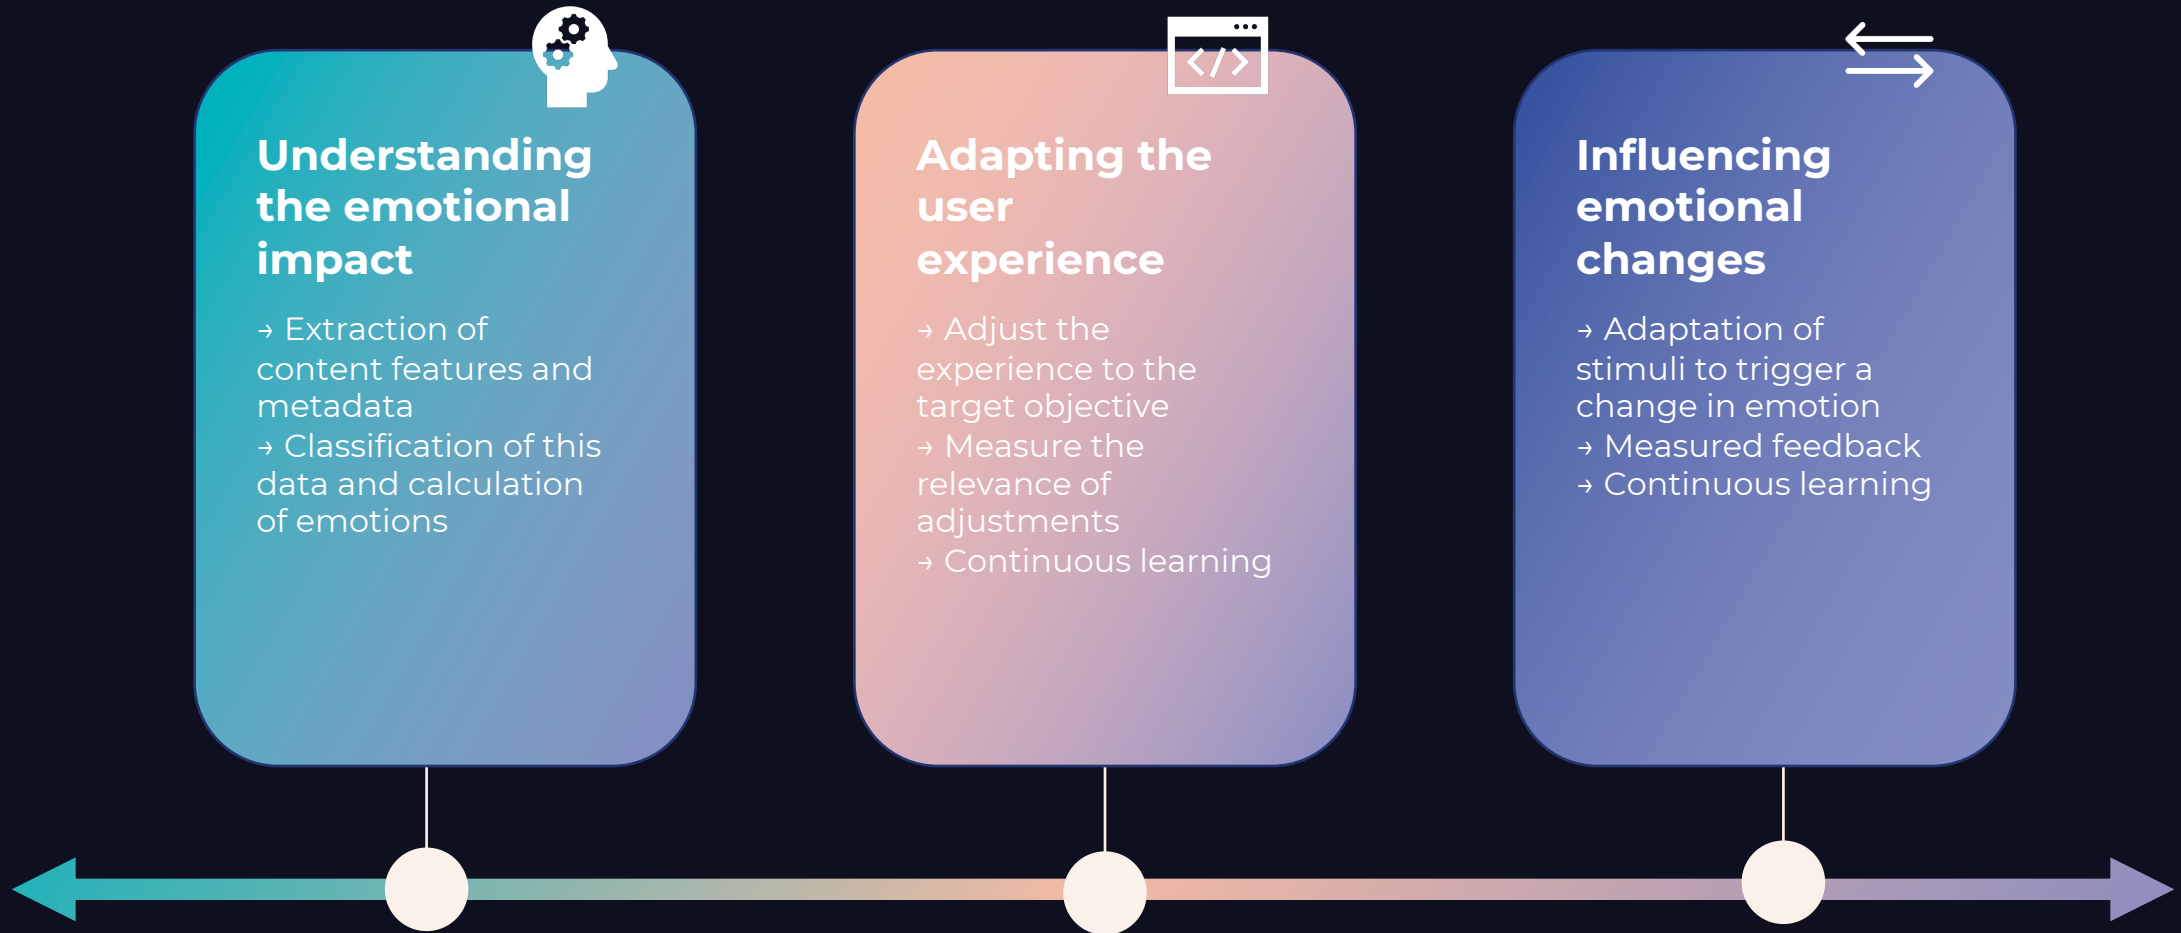 Understanding
the emotional
impact
→ Extraction of
content features and
metadata
→ Classification of this
data and calculation
of emotions
Adapting the
user
experience
→ Adjust the
experience to the
target objective
→ Measure the
relevance of
adjustments
→ Continuous learning
Influencing
emotional
changes
→ Adaptation of
stimuli to trigger a
change in emotion
→ Measured feedback
→ Continuous learning